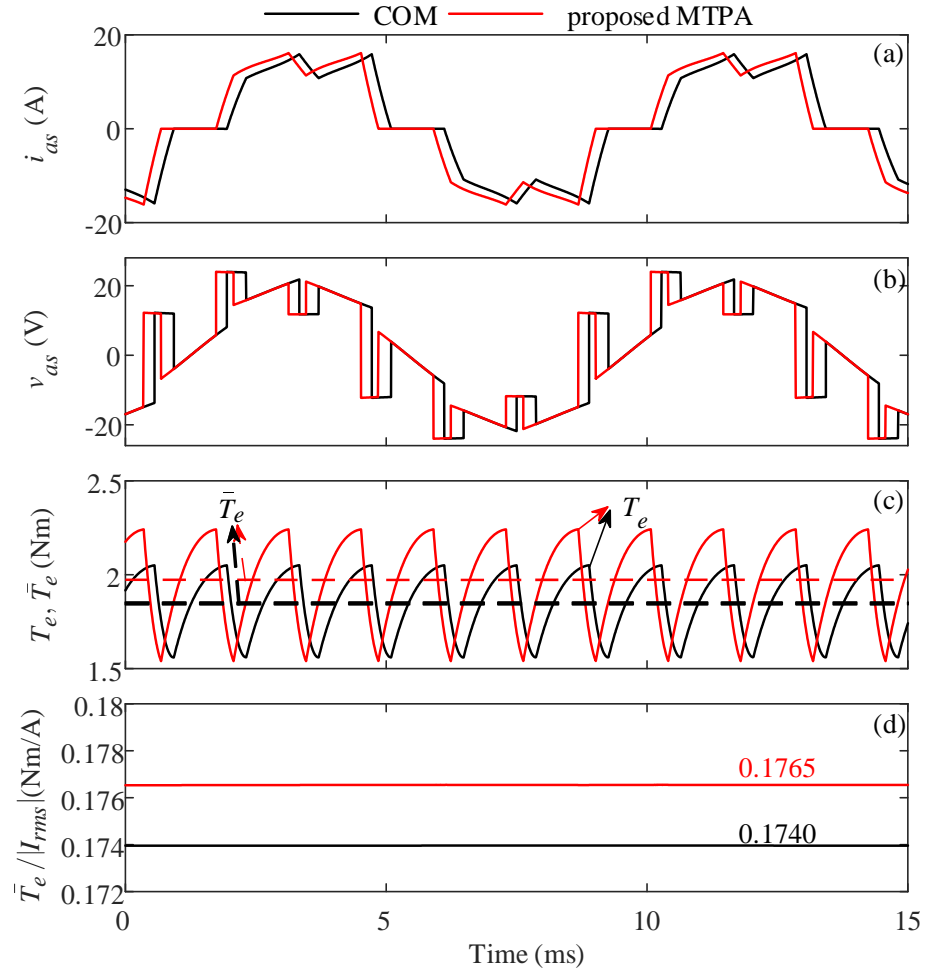 COM proposed MTPA
(a)
i_as (A)
20
0
-20
(b)
v_as (V)
20
0
-20
(c)
T_e, T̄_e (Nm)
2.5
2
1.5
T̄_e
T_e
(d)
T̄_e /|I_rms|(Nm/A)
0.18
0.178
0.176
0.174
0.172
0.1765
0.1740
0 5 10 15
Time (ms)